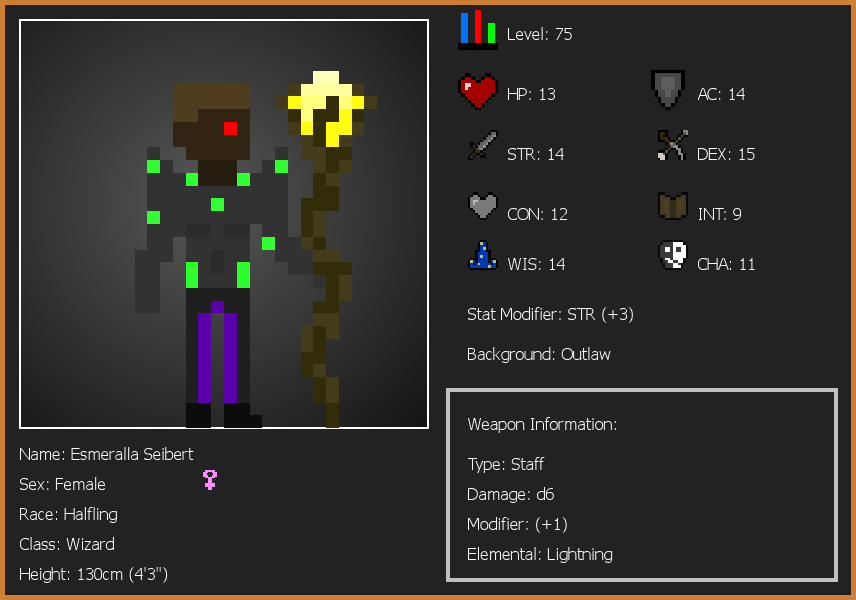 Level: 75
HP: 13
AC: 14
STR: 14
DEX: 15
CON: 12
INT: 9
WIS: 14
CHA: 11
Stat Modifier: STR (+3)
Background: Outlaw
Weapon Information:
Type: Staff
Damage: d6
Modifier: (+1)
Elemental: Lightning
Name: Esmeralla Seibert
Sex: Female
Race: Halfling
Class: Wizard
Height: 130cm (4'3")